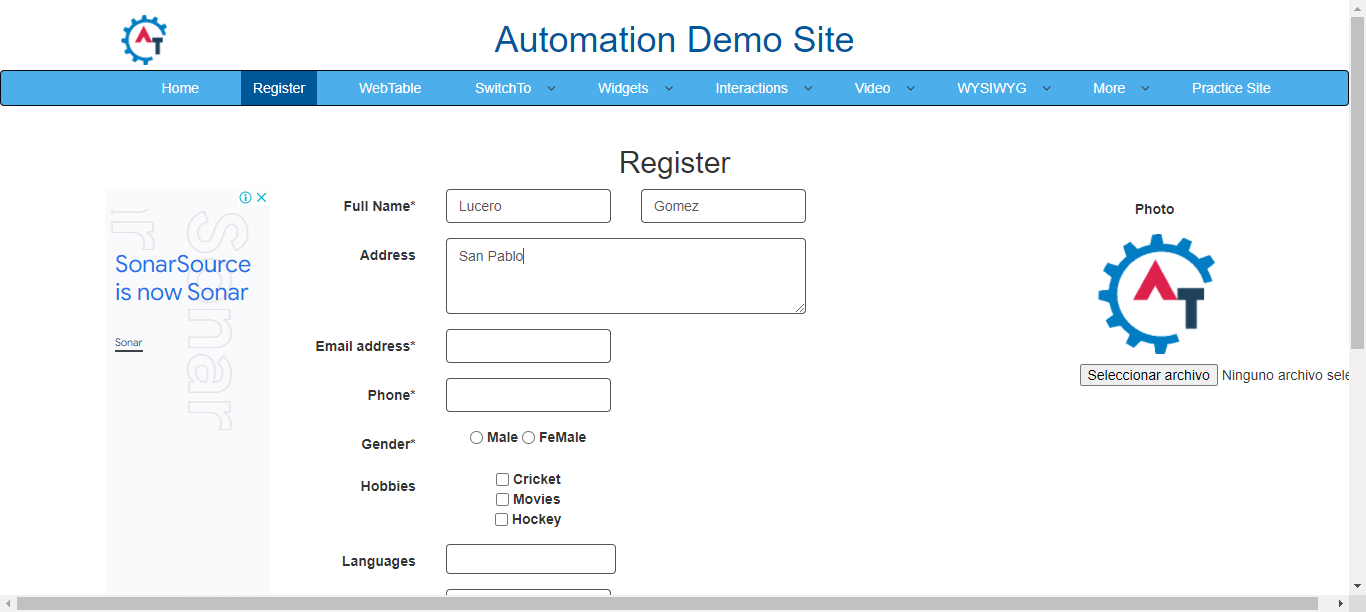 AT
Automation Demo Site
Home Register WebTable SwitchTo Widgets Interactions Video WYSIWYG More Practice Site
Register
SonarSource
is now Sonar
Sonar
Sonar
Full Name* Lucero Gomez
Address San Pablo
Email address*
Phone*
Gender* Male FeMale
Hobbies Cricket
Movies
Hockey
Languages
Photo
AT
Seleccionar archivo Ninguno archivo sele